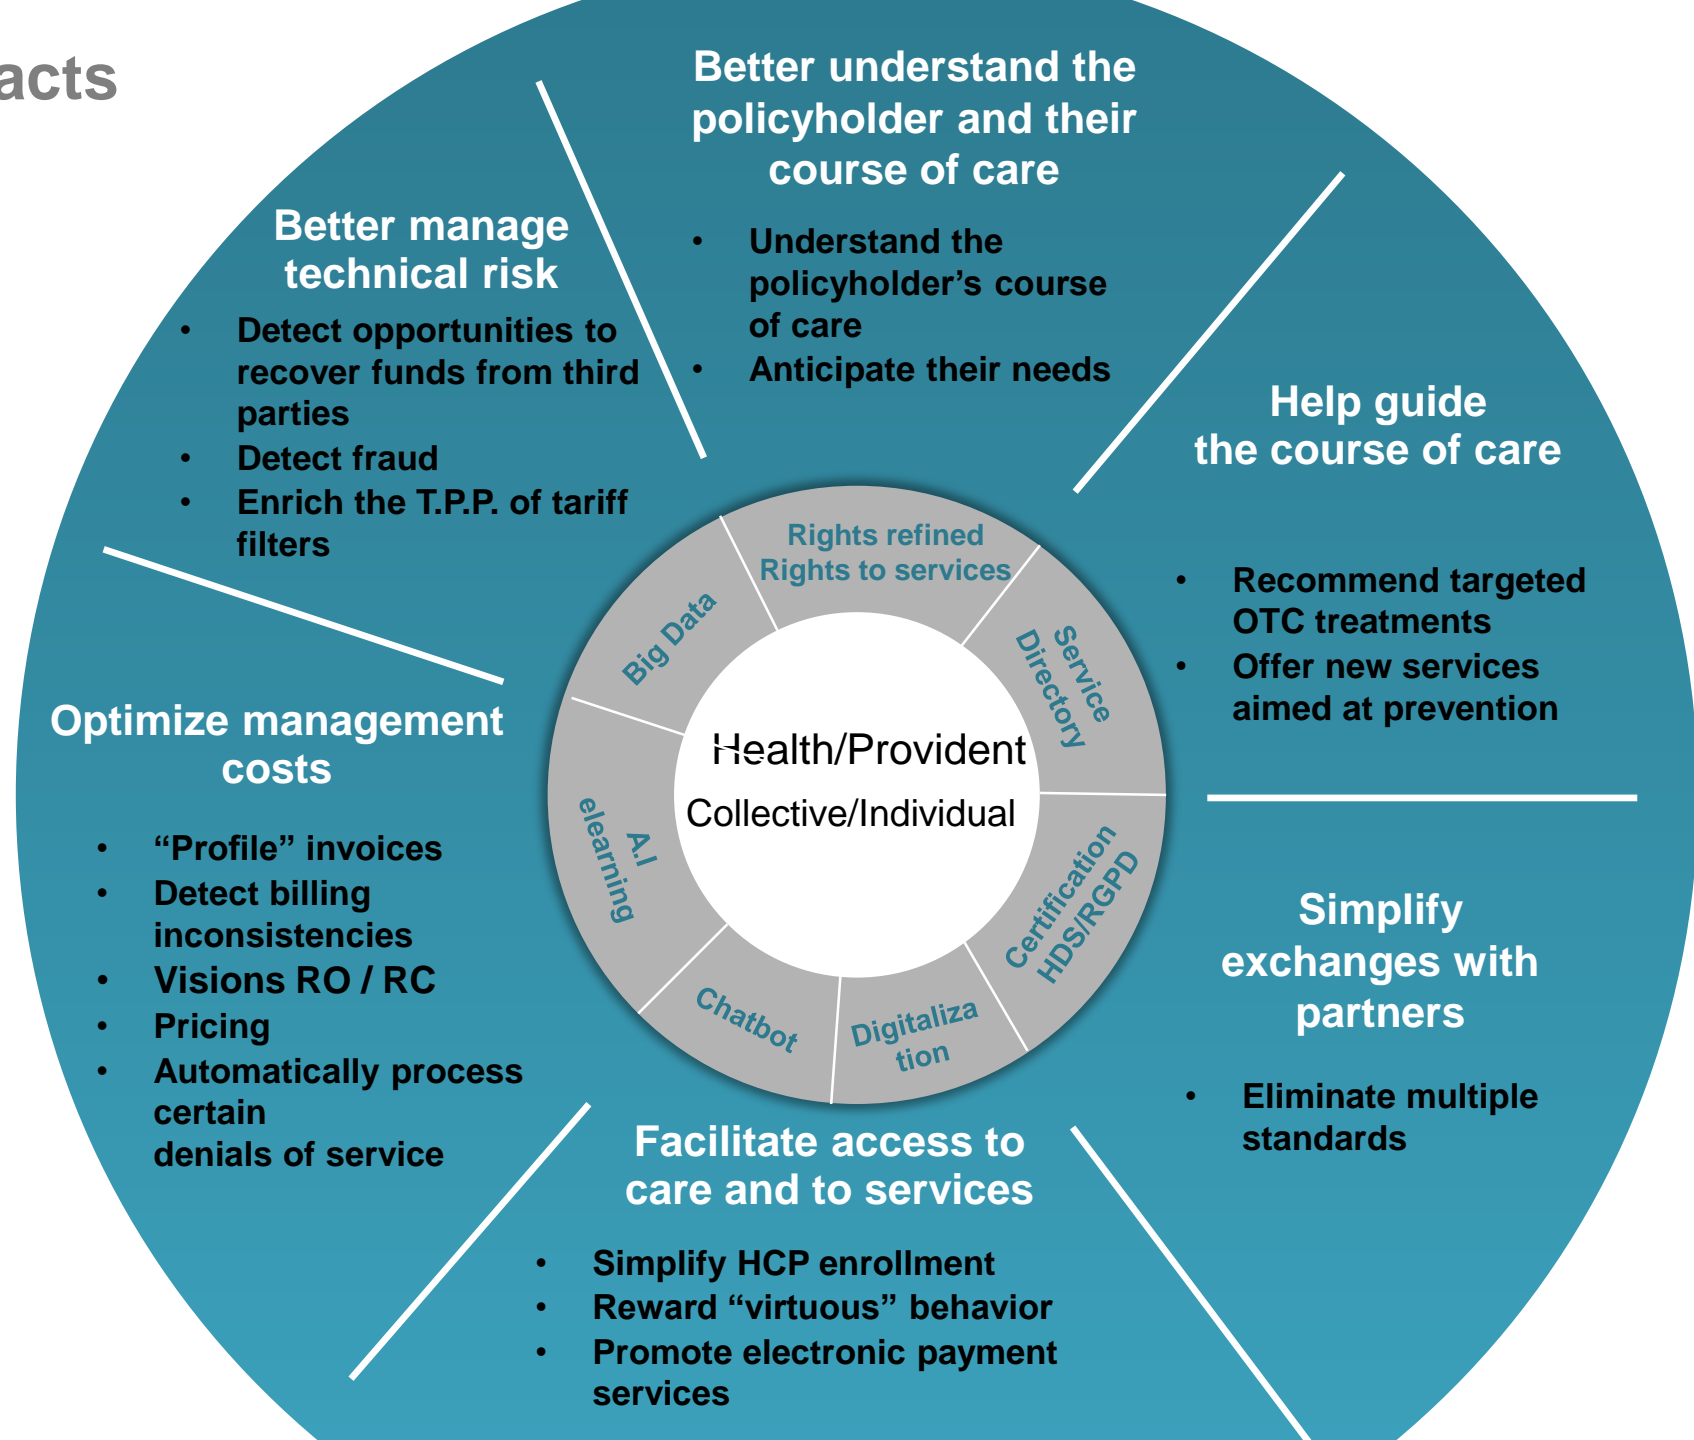 acts
Better understand the
policyholder and their
course of care
• Understand the
policyholder’s course
of care
• Anticipate their needs
Better manage
technical risk
• Detect opportunities to
recover funds from third
parties
• Detect fraud
• Enrich the T.P.P. of tariff
filters
Help guide
the course of care
• Recommend targeted
OTC treatments
• Offer new services
aimed at prevention
Optimize management
costs
• “Profile” invoices
• Detect billing
inconsistencies
• Visions RO / RC
• Pricing
• Automatically process
certain
denials of service
Simplify
exchanges with
partners
• Eliminate multiple
standards
Facilitate access to
care and to services
• Simplify HCP enrollment
• Reward “virtuous” behavior
• Promote electronic payment
services
Rights refined
Rights to services
Service
Directory
Certification
HDS/RGPD
Digitaliza
tion
Chatbot
A.I
elearning
Big Data
Health/Provident
Collective/Individual